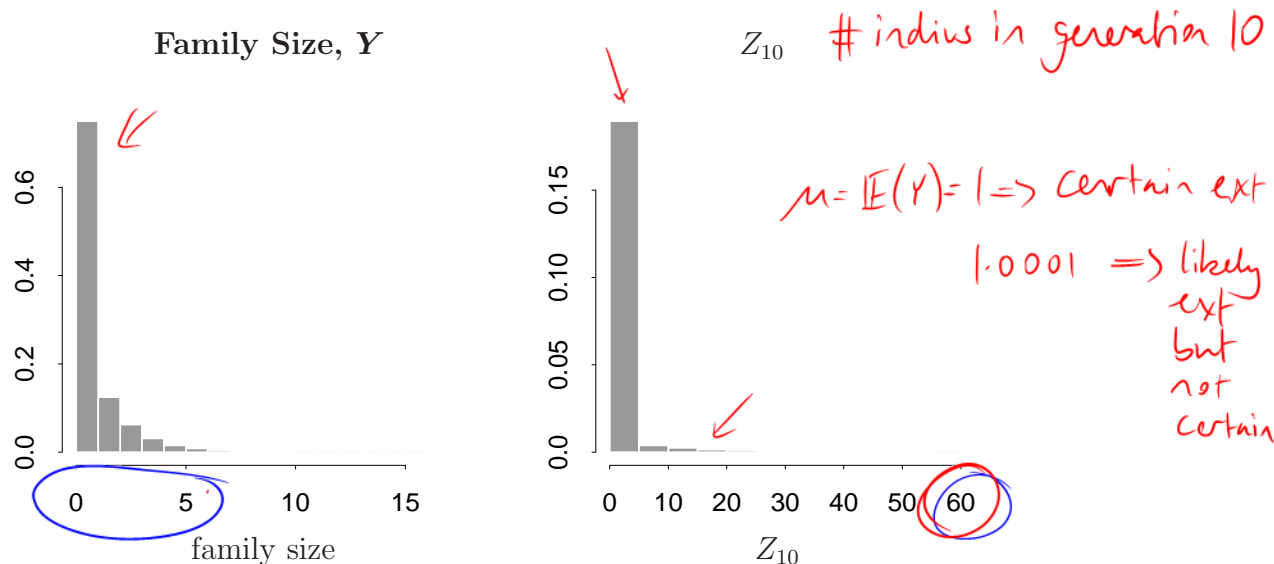 Family Size, Y
Z10
# indivs in generation 10
0.0
0.2
0.4
0.6
0 5 10 15
family size
0.0
0.05
0.10
0.15
0 10 20 30 40 50 60
Z10
μ = E(Y) = 1 => certain ext
1.0001 => likely
ext
but
not
certain